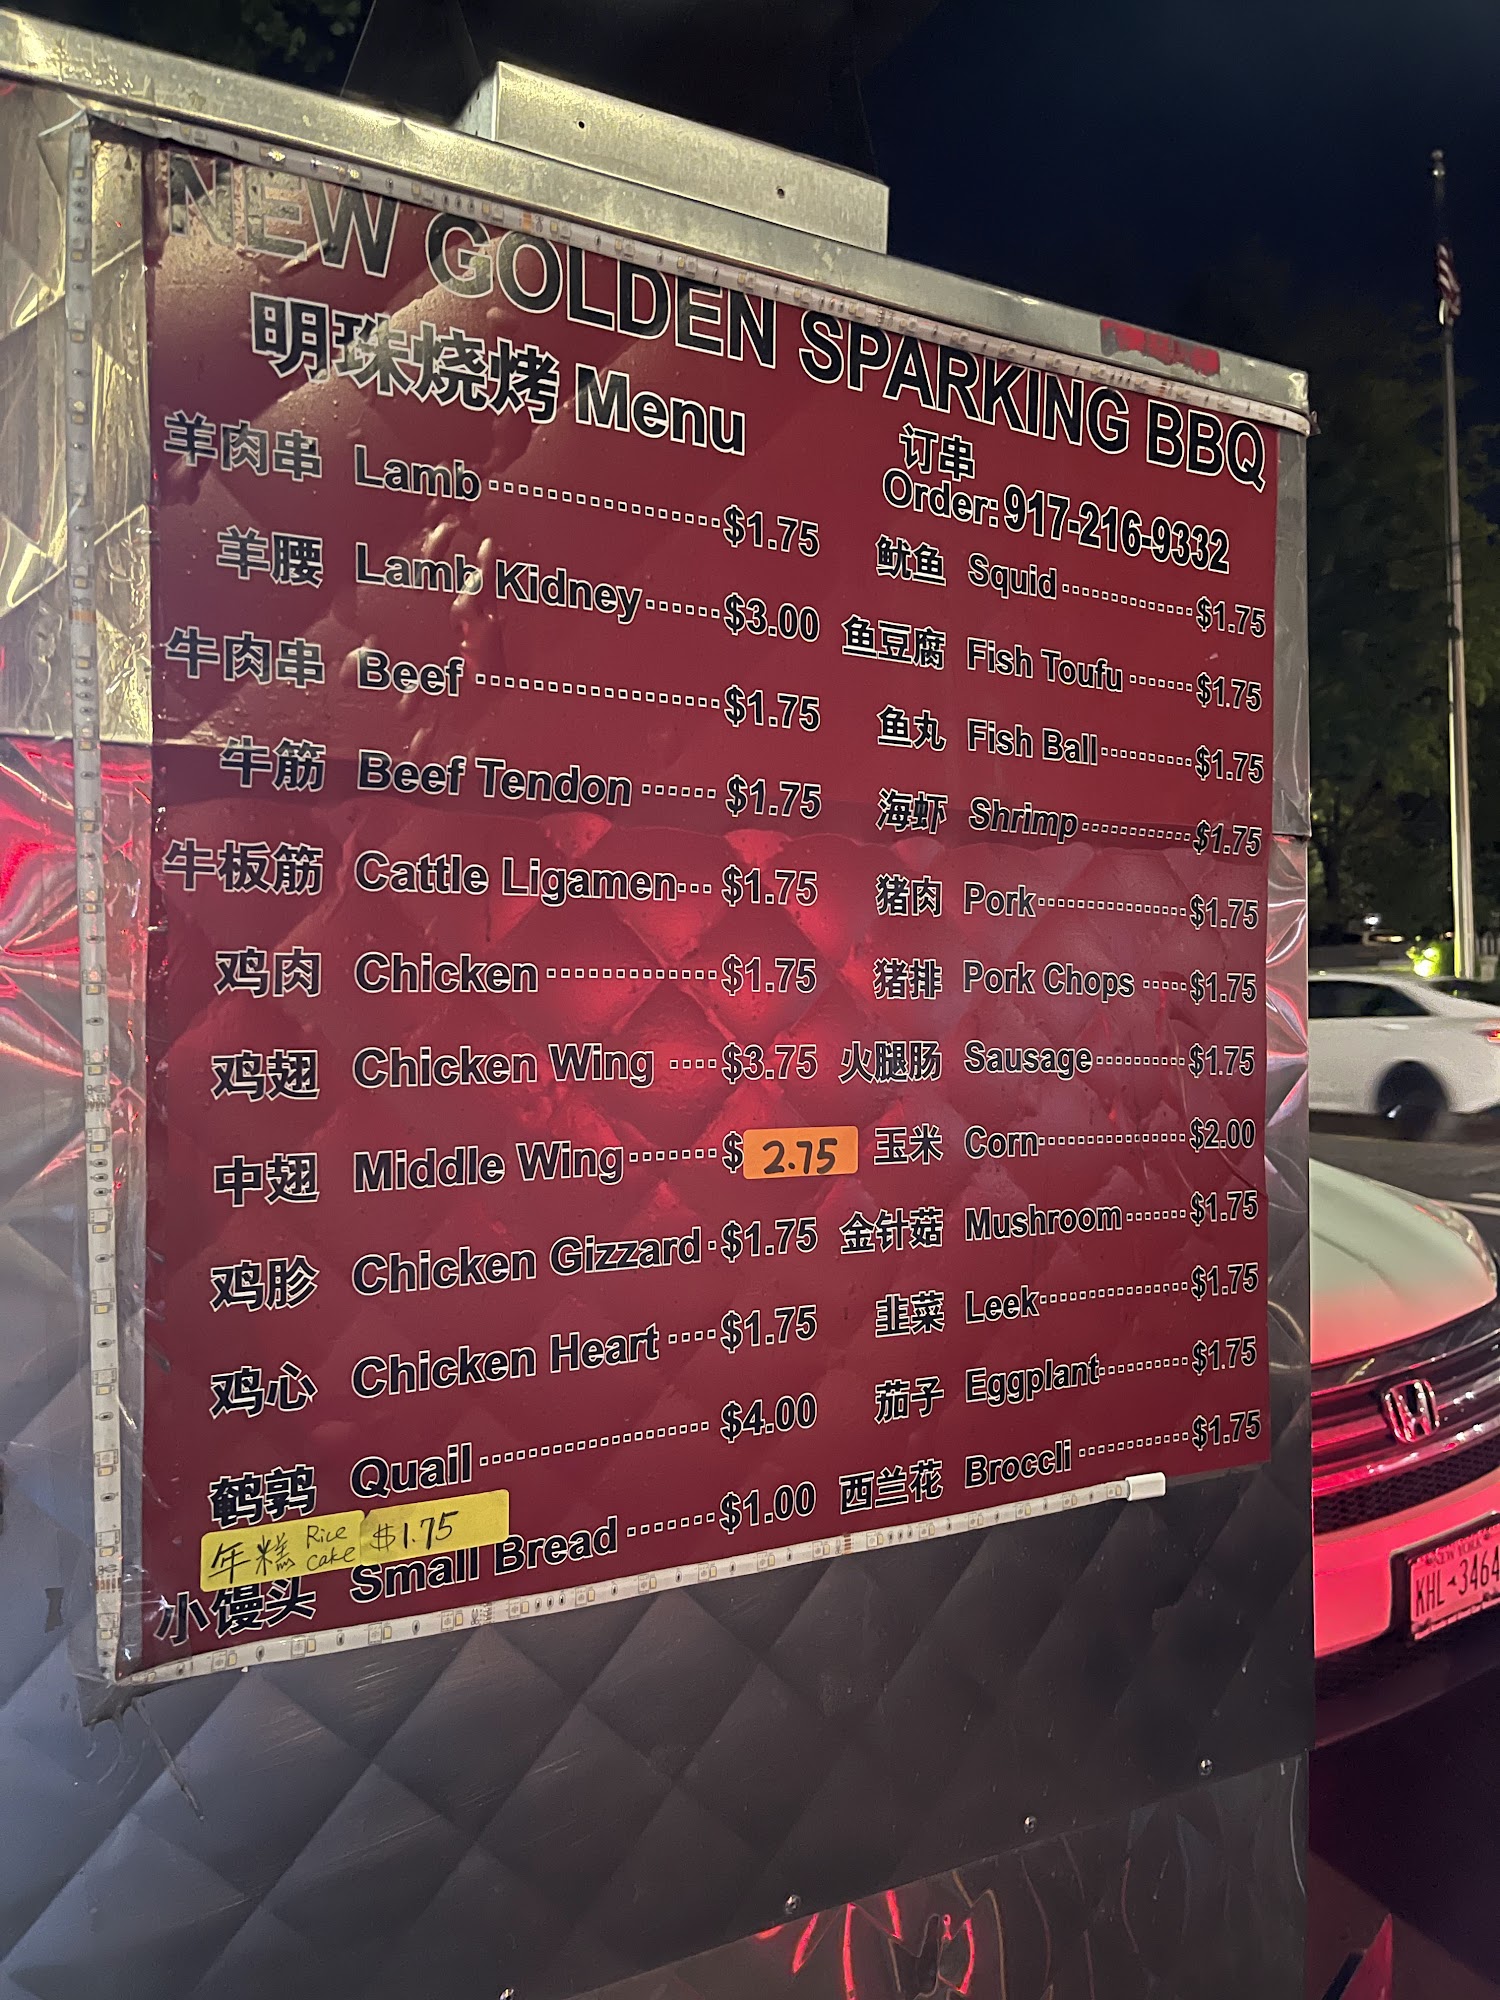 NEW GOLDEN SPARKING BBQ
明珠烧烤 Menu
羊肉串 Lamb $1.75
羊腰 Lamb Kidney $3.00
牛肉串 Beef $1.75
牛筋 Beef Tendon $1.75
牛板筋 Cattle Ligamen $1.75
鸡肉 Chicken $1.75
鸡翅 Chicken Wing $3.75
中翅 Middle Wing $2.75
鸡胗 Chicken Gizzard $1.75
鸡心 Chicken Heart $1.75
鹌鹑 Quail $4.00
年糕 Rice cake $1.75
小馒头 Small Bread $1.00
订串
Order: 917-216-9332
鱿鱼 Squid $1.75
鱼豆腐 Fish Toufu $1.75
鱼丸 Fish Ball $1.75
海虾 Shrimp $1.75
猪肉 Pork $1.75
猪排 Pork Chops $1.75
火腿肠 Sausage $1.75
玉米 Corn $2.00
金针菇 Mushroom $1.75
韭菜 Leek $1.75
茄子 Eggplant $1.75
西兰花 Broccli $1.75
NEW YORK
KHL 3464